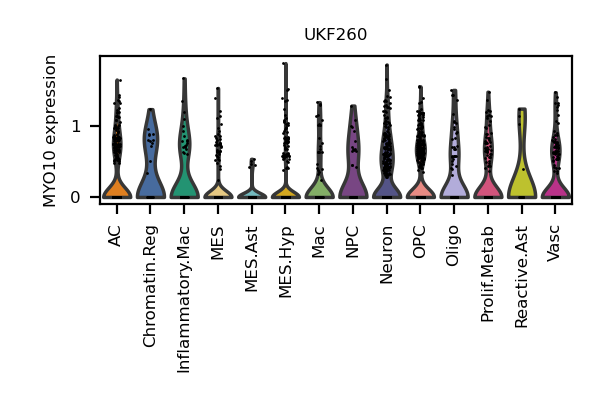 UKF260
MYO10 expression
1
0
AC
Chromatin.Reg
Inflammatory.Mac
MES
MES.Ast
MES.Hyp
Mac
NPC
Neuron
OPC
Oligo
Prolif.Metab
Reactive.Ast
Vasc